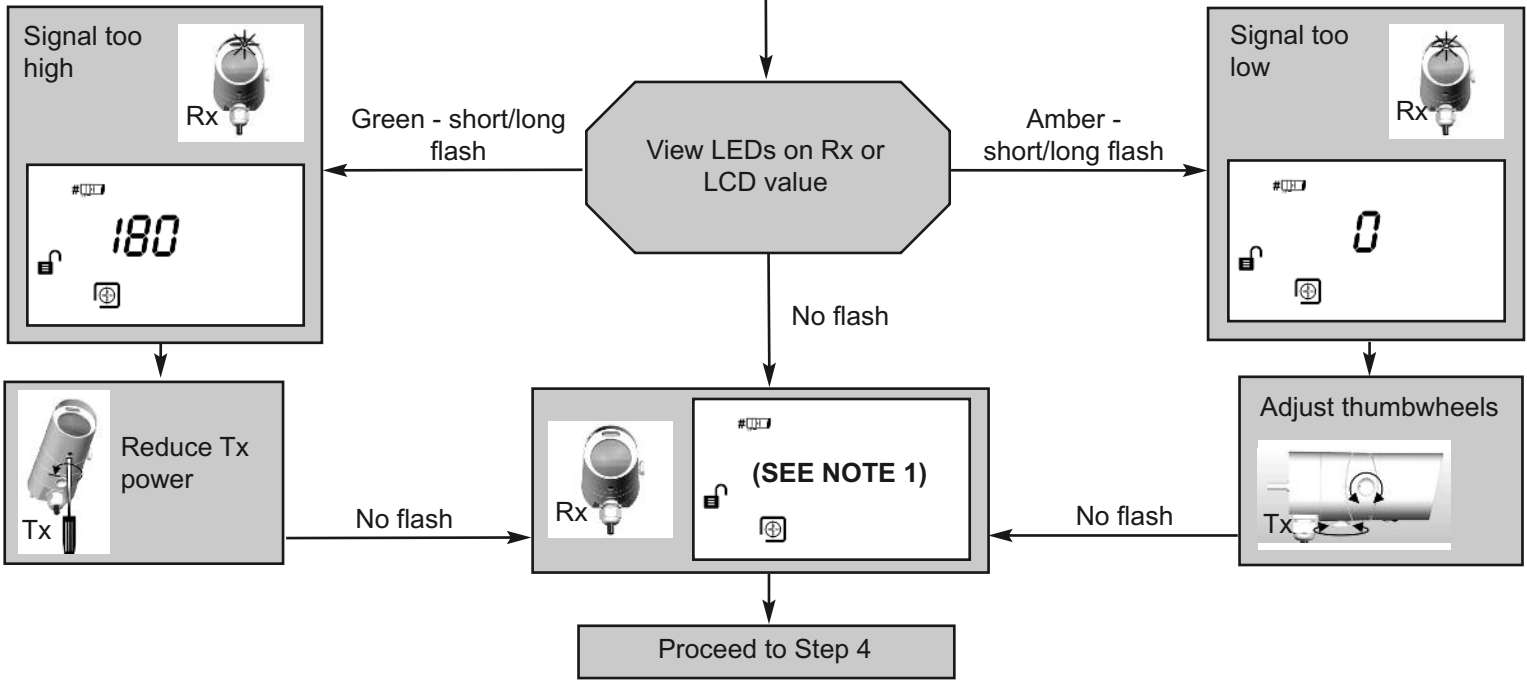 Signal too
high
Rx
#
180
Green - short/long
flash
View LEDs on Rx or
LCD value
Amber -
short/long flash
Signal too
low
Rx
#
0
No flash
Reduce Tx
power
Tx
No flash
Rx
#
(SEE NOTE 1)
No flash
Adjust thumbwheels
Tx
Proceed to Step 4